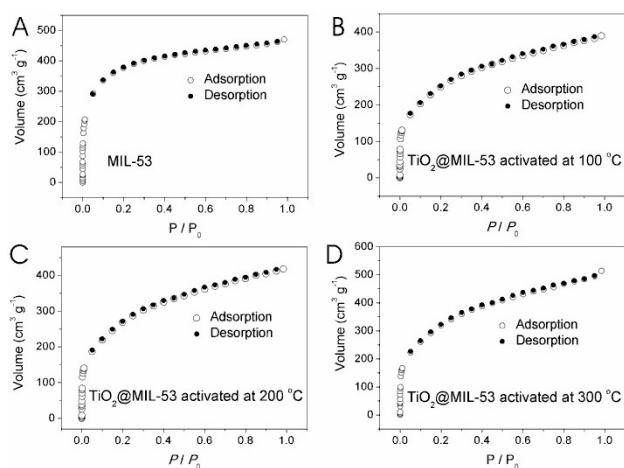 A
500
400
300
200
100
0
Volume (cm³ g⁻¹)
Adsorption
Desorption
MIL-53
0.0 0.2 0.4 0.6 0.8 1.0
P / P₀
B
400
300
200
100
0
Volume (cm³ g⁻¹)
Adsorption
Desorption
TiO₂@MIL-53 activated at 100 °C
0.0 0.2 0.4 0.6 0.8 1.0
P/ P₀
C
400
300
200
100
0
Volume (cm³ g⁻¹)
Adsorption
Desorption
TiO₂@MIL-53 activated at 200 °C
0.0 0.2 0.4 0.6 0.8 1.0
P/ P₀
D
600
500
400
300
200
100
0
Volume (cm³ g⁻¹)
Adsorption
Desorption
TiO₂@MIL-53 activated at 300 °C
0.0 0.2 0.4 0.6 0.8 1.0
P / P₀